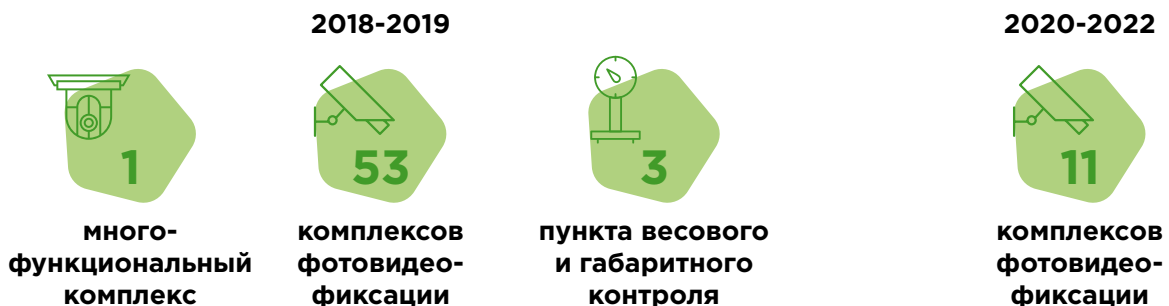 2018-2019
1
много-
функциональный
комплекс
53
комплексов
фотовидео-
фиксации
3
пункта весового
и габаритного
контроля
2020-2022
11
комплексов
фотовидео-
фиксации